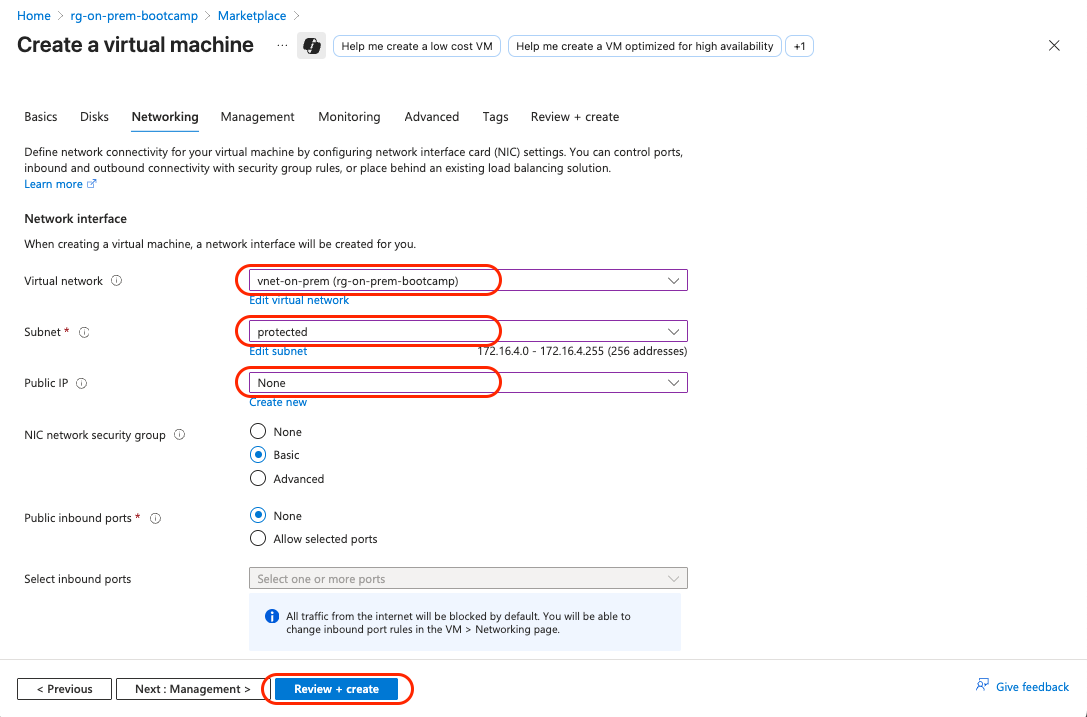 Home > rg-on-prem-bootcamp > Marketplace >
Create a virtual machine ... Help me create a low cost VM Help me create a VM optimized for high availability +1
Basics Disks Networking Management Monitoring Advanced Tags Review + create
Define network connectivity for your virtual machine by configuring network interface card (NIC) settings. You can control ports,
inbound and outbound connectivity with security group rules, or place behind an existing load balancing solution.
Learn more
Network interface
When creating a virtual machine, a network interface will be created for you.
Virtual network vnet-on-prem (rg-on-prem-bootcamp)
Edit virtual network
Subnet * protected
Edit subnet 172.16.4.0 - 172.16.4.255 (256 addresses)
Public IP None
Create new
NIC network security group None
Basic
Advanced
Public inbound ports * None
Allow selected ports
Select inbound ports Select one or more ports
All traffic from the internet will be blocked by default. You will be able to
change inbound port rules in the VM > Networking page.
< Previous Next : Management > Review + create Give feedback